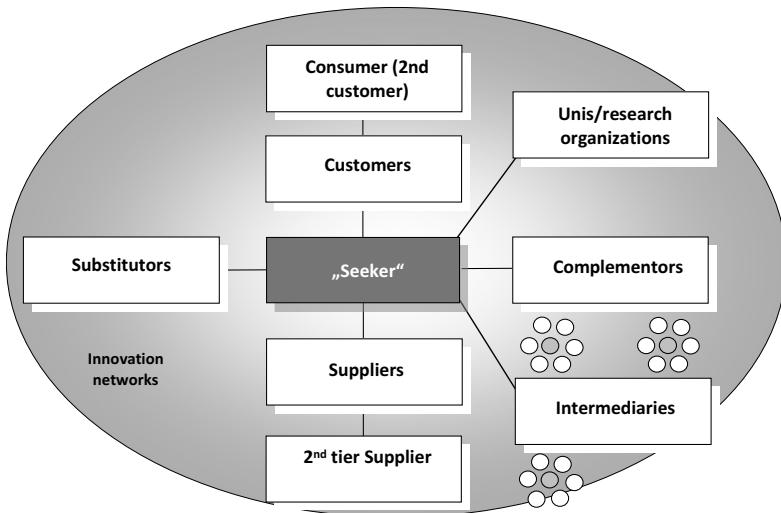 Consumer (2nd
customer)
Unis/research
organizations
Customers
Substitutors
„Seeker“
Complementors
Innovation
networks
Suppliers
Intermediaries
2nd tier Supplier